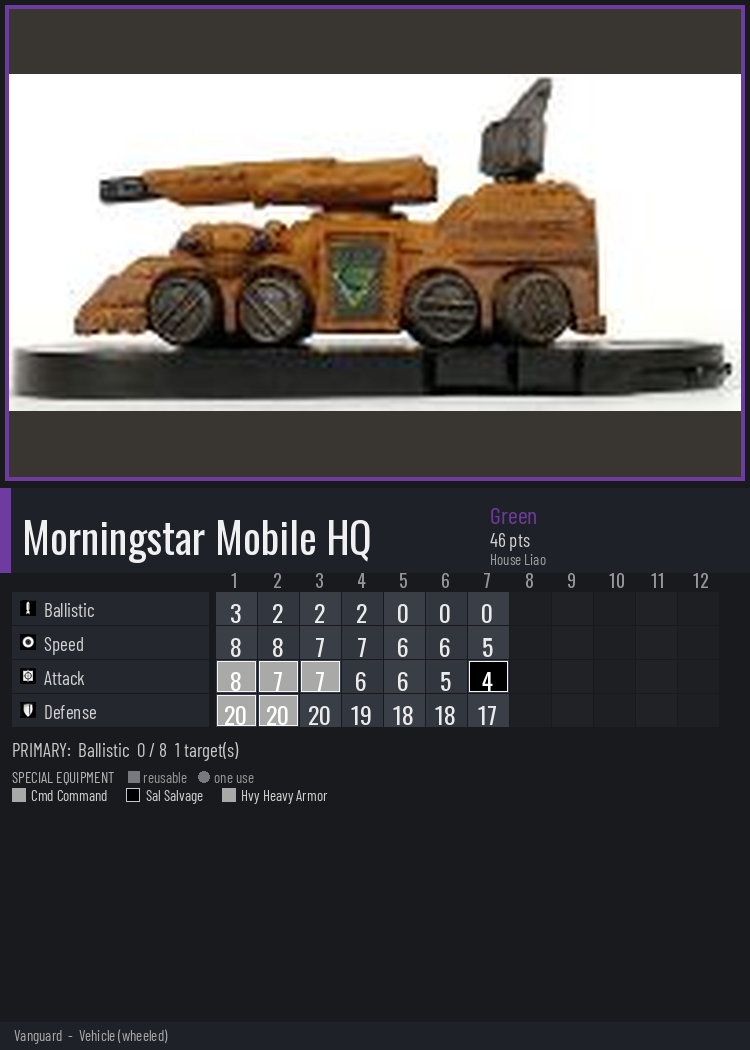 Morningstar Mobile HQ
Green
46 pts
House Liao
1 2 3 4 5 6 7 8 9 10 11 12
Ballistic 3 2 2 2 0 0 0
Speed 8 8 7 7 6 6 5
Attack 8 7 7 6 6 5 4
Defense 20 20 20 19 18 18 17
PRIMARY: Ballistic 0 / 8 1 target(s)
SPECIAL EQUIPMENT reusable one use
Cmd Command Sal Salvage Hvy Heavy Armor
Vanguard - Vehicle (wheeled)